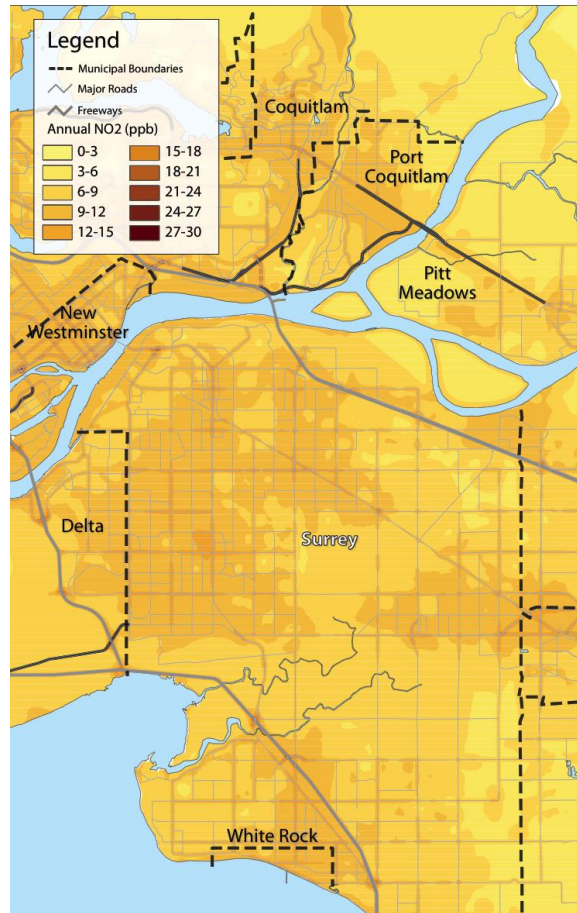 Legend
Municipal Boundaries
Major Roads
Freeways
Annual NO2 (ppb)
0-3
3-6
6-9
9-12
12-15
15-18
18-21
21-24
24-27
27-30
Coquitlam
Port
Coquitlam
Pitt
Meadows
New
Westminster
Delta
Surrey
White Rock